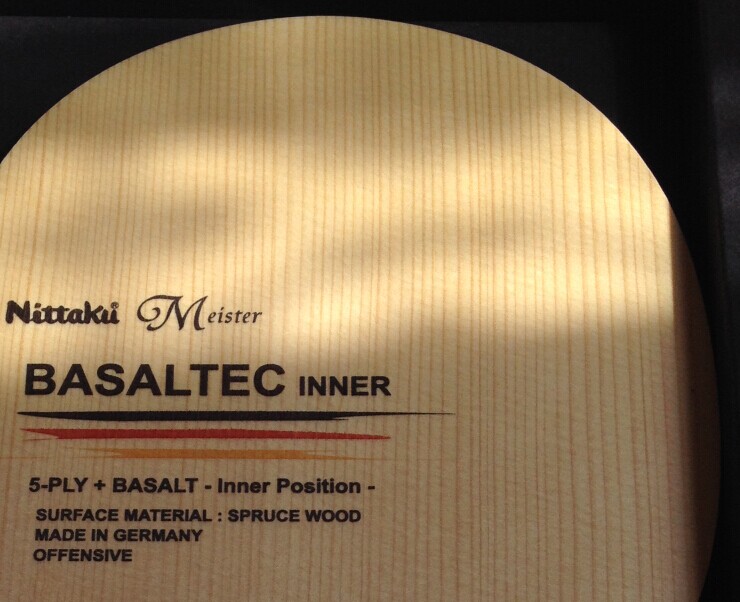 Nittaku® Meister
BASALTEC INNER
5-PLY + BASALT - Inner Position -
SURFACE MATERIAL : SPRUCE WOOD
MADE IN GERMANY
OFFENSIVE